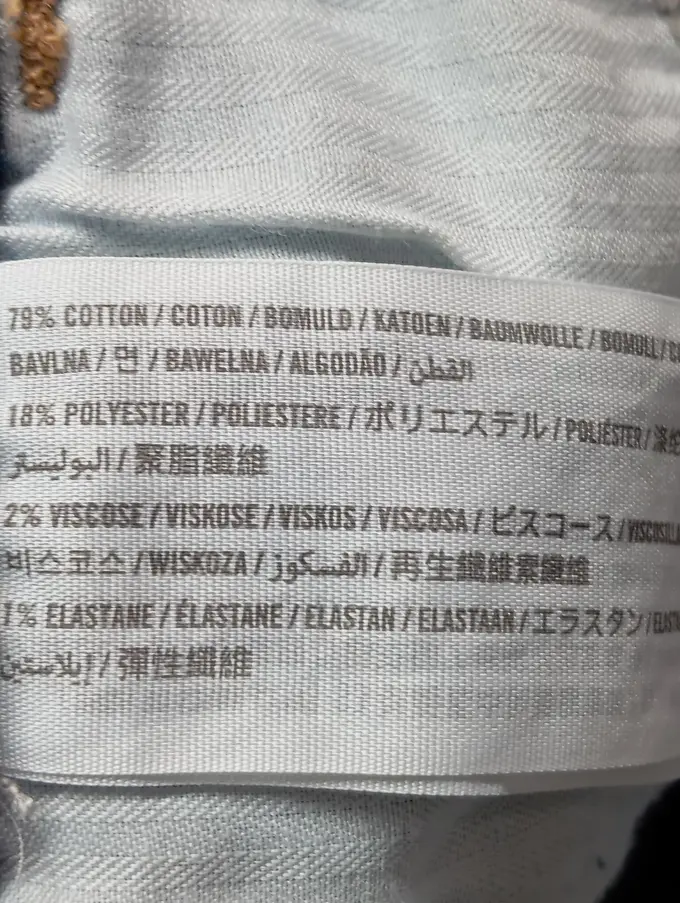 79% COTTON / COTON / BOMULD / KATOEN / BAUMWOLLE / BOMULL /
BAVLNA / 면 / BAWEŁNA / ALGODÃO / القطن
18% POLYESTER / POLIESTERE / ポリエステル / POLIÉSTER /
البوليستر / 聚脂纖維
2% VISCOSE / VISKOSE / VISKOS / VISCOSA / ビスコース /
비스코스 / WISKOZA / الفسكوز / 再生纖維素纖維
1% ELASTANE / ÉLASTANE / ELASTAN / ELASTAAN / エラスタン /
إيلاستين / 彈性纖維